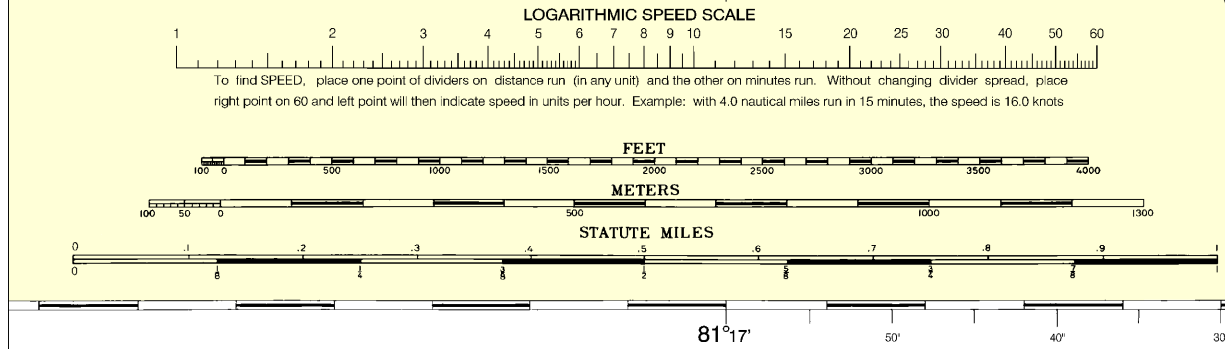 LOGARITHMIC SPEED SCALE
1 2 3 4 5 6 7 8 9 10 15 20 25 30 40 50 60
To find SPEED, place one point of dividers on distance run (in any unit) and the other on minutes run. Without changing divider spread, place
right point on 60 and left point will then indicate speed in units per hour. Example: with 4.0 nautical miles run in 15 minutes, the speed is 16.0 knots
FEET
100 0 500 1000 1500 2000 2500 3000 3500 4000
METERS
100 50 0 500 1000 1300
STATUTE MILES
0 .1 .2 .3 .4 .5 .6 .7 .8 .9 1
0 1/8 1/4 3/8 1/2 5/8 3/4 7/8 1
81°17' 50" 40" 30